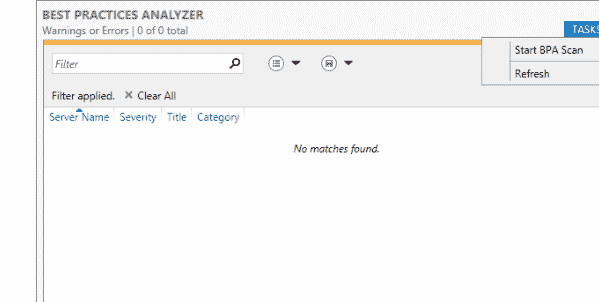 BEST PRACTICES ANALYZER
Warnings or Errors | 0 of 0 total
TASKS
Start BPA Scan
Filter
Refresh
Filter applied. ✕ Clear All
Server Name Severity Title Category
No matches found.